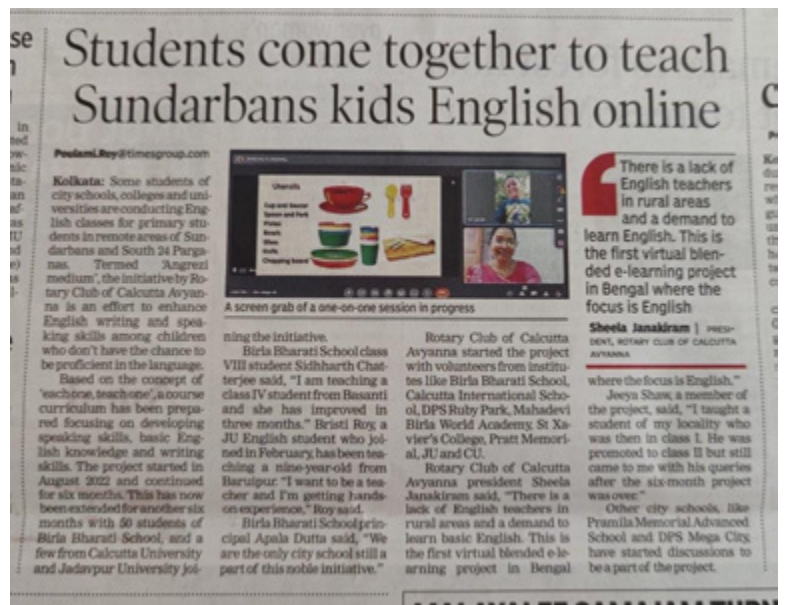 Students come together to teach
Sundarbans kids English online
Poulami.Roy@timesgroup.com
Kolkata: Some students of
city schools, colleges and uni-
versities are conducting Eng-
lish classes for primary stu-
dents in remote areas of Sun-
darbans and South 24 Parga-
nas. Termed 'Angrezi
medium', the initiative by Ro-
tary Club of Calcutta Avyan-
na is an effort to enhance
English writing and spea-
king skills among children
who don't have the chance to
be proficient in the language.
Based on the concept of
'each one, teach one', a course
curriculum has been prepa-
red focusing on developing
speaking skills, basic Eng-
lish knowledge and writing
skills. The project started in
August 2022 and continued
for six months. This has now
been extended for another six
months with 50 students of
Birla Bharati School, and a
few from Calcutta University
and Jadavpur University joi-
Utensils
Cup and Saucer
Spoon and Fork
Plates
Bowls
Glass
Knife
Chopping board
A screen grab of a one-on-one session in progress
ning the initiative.
Birla Bharati School class
VIII student Sidhharth Chat-
terjee said, "I am teaching a
class IV student from Basanti
and she has improved in
three months." Bristi Roy, a
JU English student who joi-
ned in February, has been tea-
ching a nine-year-old from
Baruipur. "I want to be a tea-
cher and I'm getting hands-
on experience," Roy said.
Birla Bharati School prin-
cipal Apala Dutta said, "We
are the only city school still a
part of this noble initiative."
Rotary Club of Calcutta
Avyanna started the project
with volunteers from institu-
tes like Birla Bharati School,
Calcutta International Scho-
ol, DPS Ruby Park, Mahadevi
Birla World Academy, St Xa-
vier's College, Pratt Memori-
al, JU and CU.
Rotary Club of Calcutta
Avyanna president Sheela
Janakiram said, "There is a
lack of English teachers in
rural areas and a demand to
learn basic English. This is
the first virtual blended e-le-
arning project in Bengal
There is a lack of
English teachers
in rural areas
and a demand to
learn English. This is
the first virtual blen-
ded e-learning project
in Bengal where the
focus is English
Sheela Janakiram | PRESI-
DENT, ROTARY CLUB OF CALCUTTA
AVYANNA
where the focus is English."
Jeeya Shaw, a member of
the project, said, "I taught a
student of my locality who
was then in class I. He was
promoted to class II but still
came to me with his queries
after the six-month project
was over."
Other city schools, like
Pramila Memorial Advanced
School and DPS Mega City,
have started discussions to
be a part of the project.